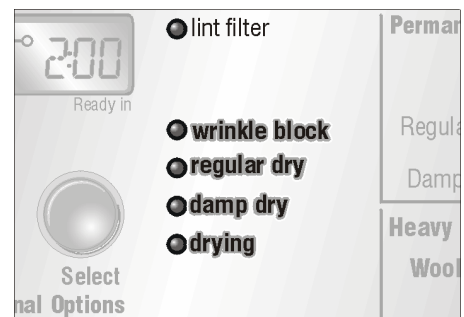 2:00
Ready in
lint filter
wrinkle block
regular dry
damp dry
drying
Select
nal Options
Perman
Regula
Damp
Heavy
Wool